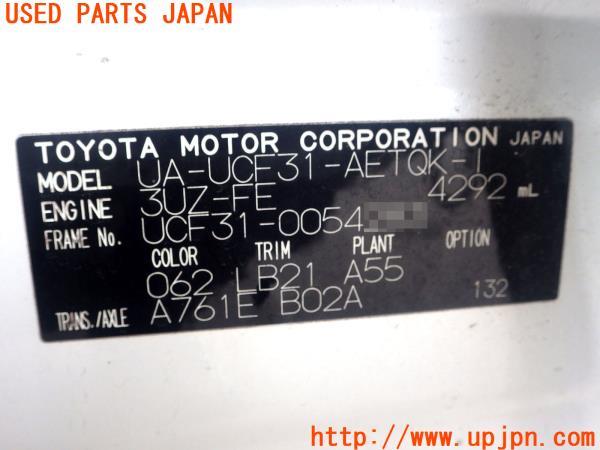 USED PARTS JAPAN
TOYOTA MOTOR CORPORATION JAPAN
MODEL UA-UCF31-AETQK-I
ENGINE 3UZ-FE 4292 mL
FRAME No. UCF31-0054
COLOR TRIM PLANT OPTION
062 LB21 A55
TRANS./AXLE A761E B02A 132
http://www.upjpn.com/